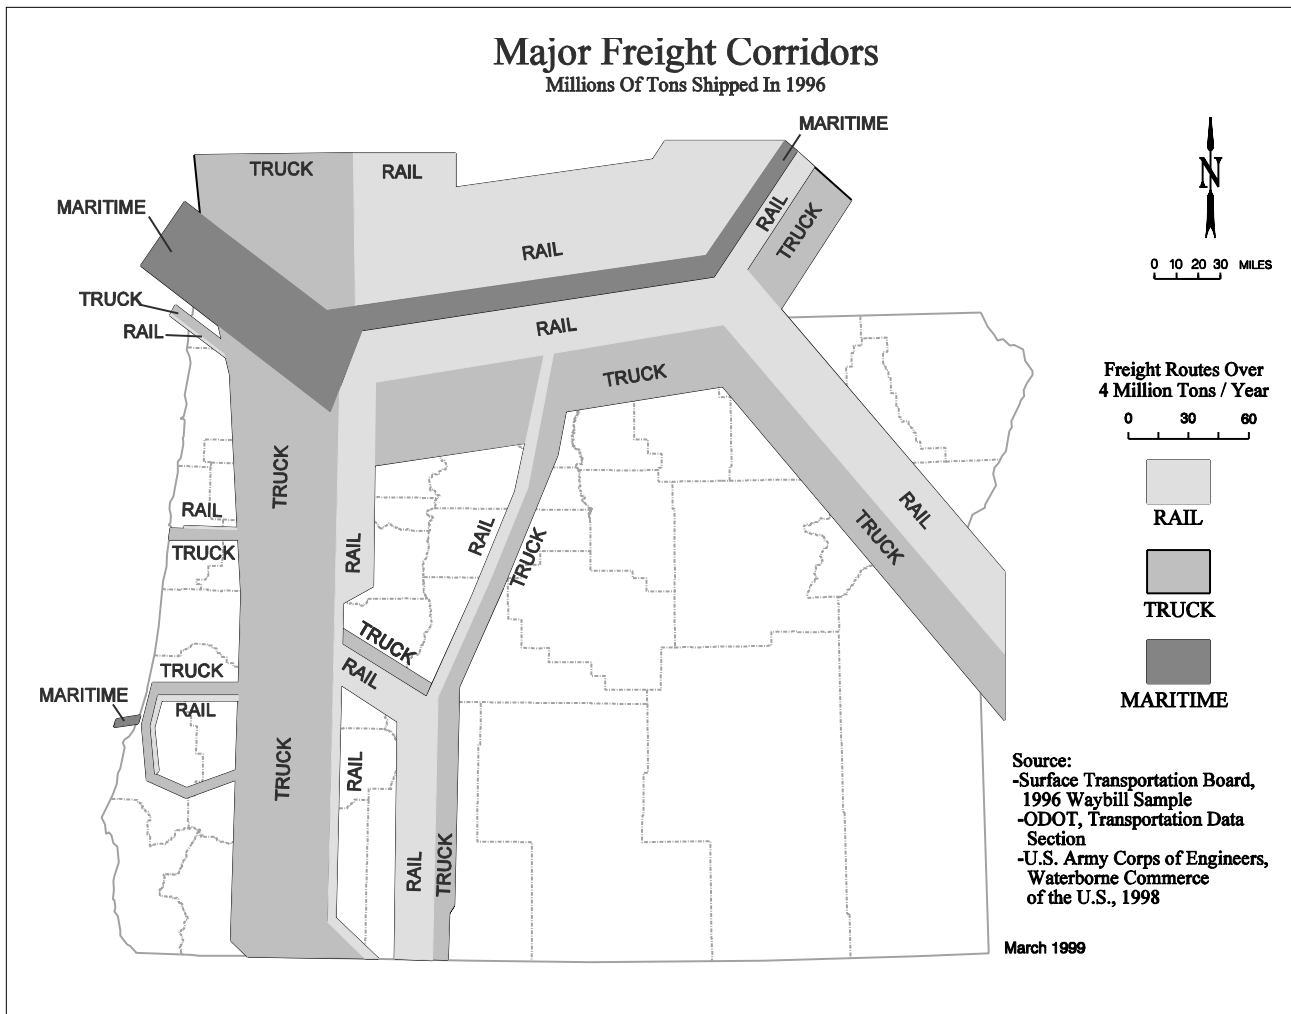 Major Freight Corridors
Millions Of Tons Shipped In 1996
MARITIME
TRUCK
RAIL
N
MARITIME
RAIL
TRUCK
RAIL
0 10 20 30 MILES
TRUCK
RAIL
RAIL
TRUCK
Freight Routes Over
4 Million Tons / Year
0 30 60
TRUCK
RAIL
RAIL
TRUCK
RAIL
RAIL
TRUCK
TRUCK
RAIL
TRUCK
RAIL
TRUCK
TRUCK
RAIL
TRUCK
MARITIME
RAIL
MARITIME
TRUCK
RAIL
RAIL
TRUCK
Source:
-Surface Transportation Board,
1996 Waybill Sample
-ODOT, Transportation Data
Section
-U.S. Army Corps of Engineers,
Waterborne Commerce
of the U.S., 1998
March 1999